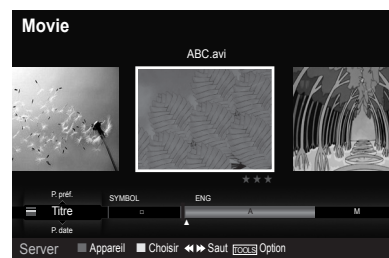 Movie
ABC.avi
★★★
P. préf. SYMBOL ENG
Titre A M
P. date
Server Appareil Choisir Saut TOOLS Option